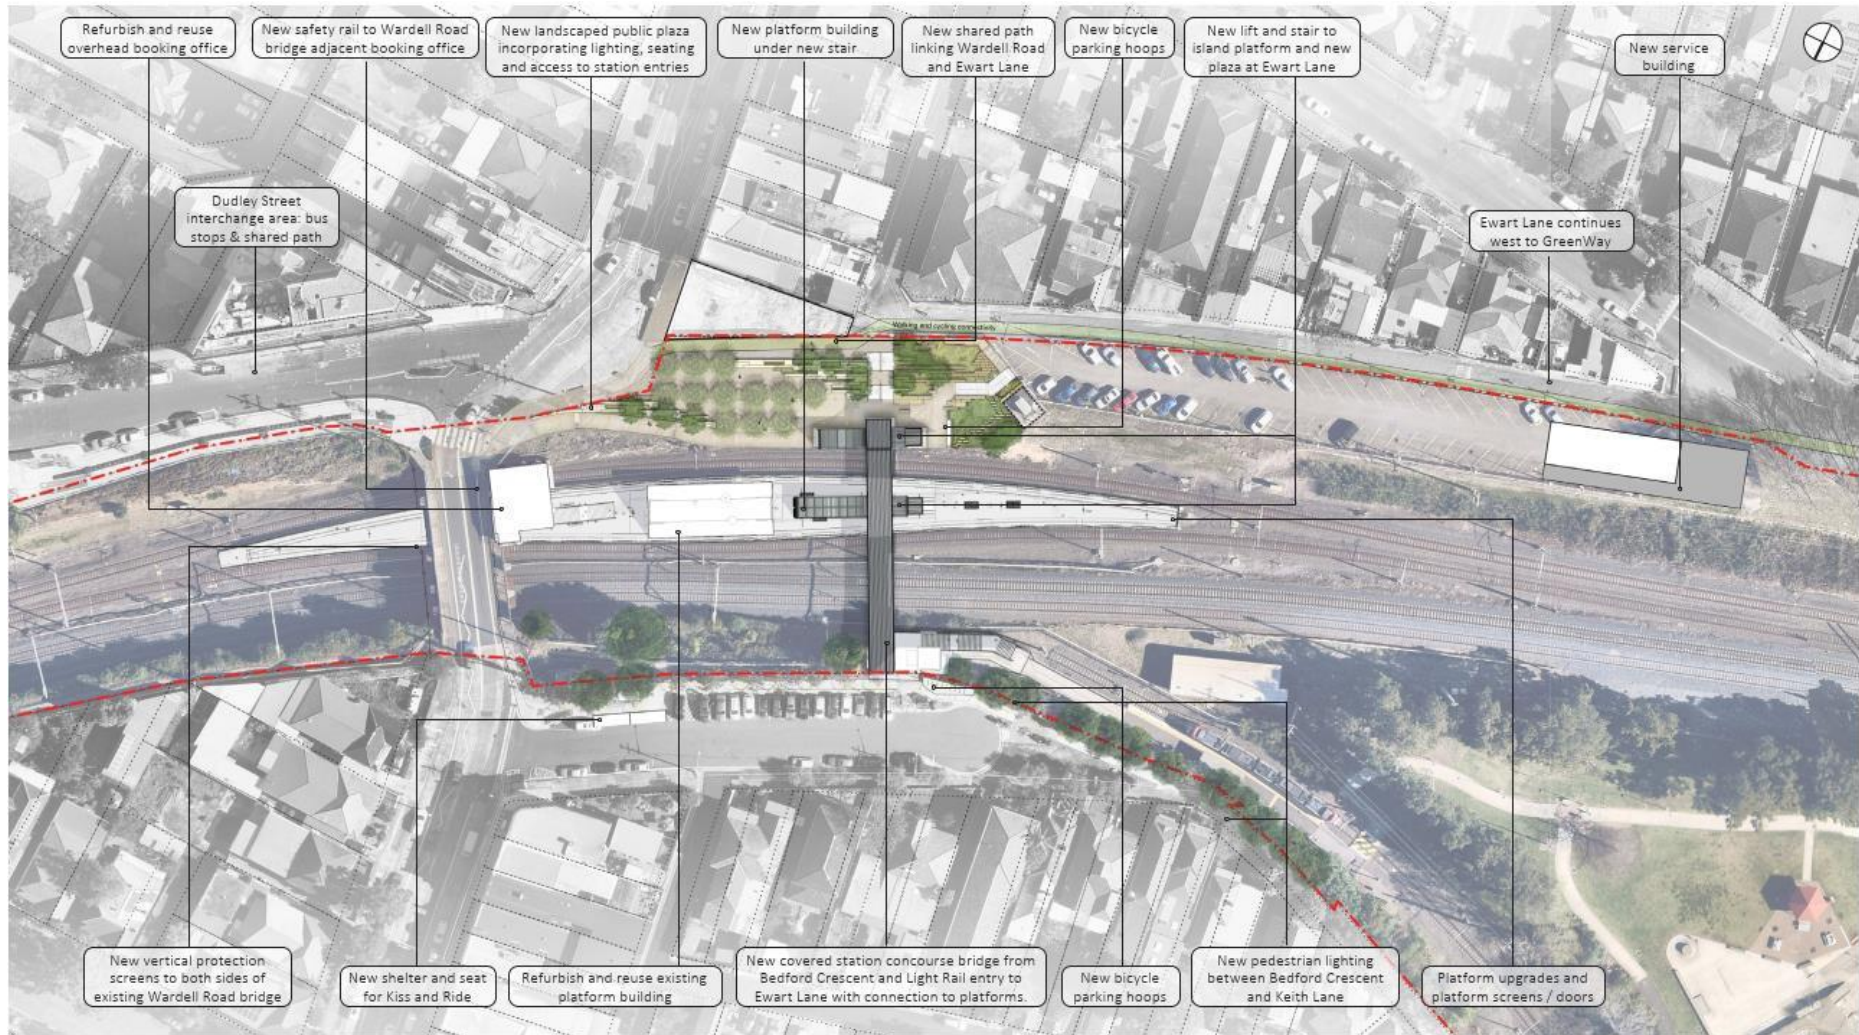 Refurbish and reuse
overhead booking office
New safety rail to Wardell Road
bridge adjacent booking office
New landscaped public plaza
incorporating lighting, seating
and access to station entries
New platform building
under new stair
New shared path
linking Wardell Road
and Ewart Lane
New bicycle
parking hoops
New lift and stair to
island platform and new
plaza at Ewart Lane
New service
building
Dudley Street
interchange area: bus
stops & shared path
Ewart Lane continues
west to GreenWay
Walking and cycling connectivity
New vertical protection
screens to both sides of
existing Wardell Road bridge
New shelter and seat
for Kiss and Ride
Refurbish and reuse existing
platform building
New covered station concourse bridge from
Bedford Crescent and Light Rail entry to
Ewart Lane with connection to platforms.
New bicycle
parking hoops
New pedestrian lighting
between Bedford Crescent
and Keith Lane
Platform upgrades and
platform screens / doors